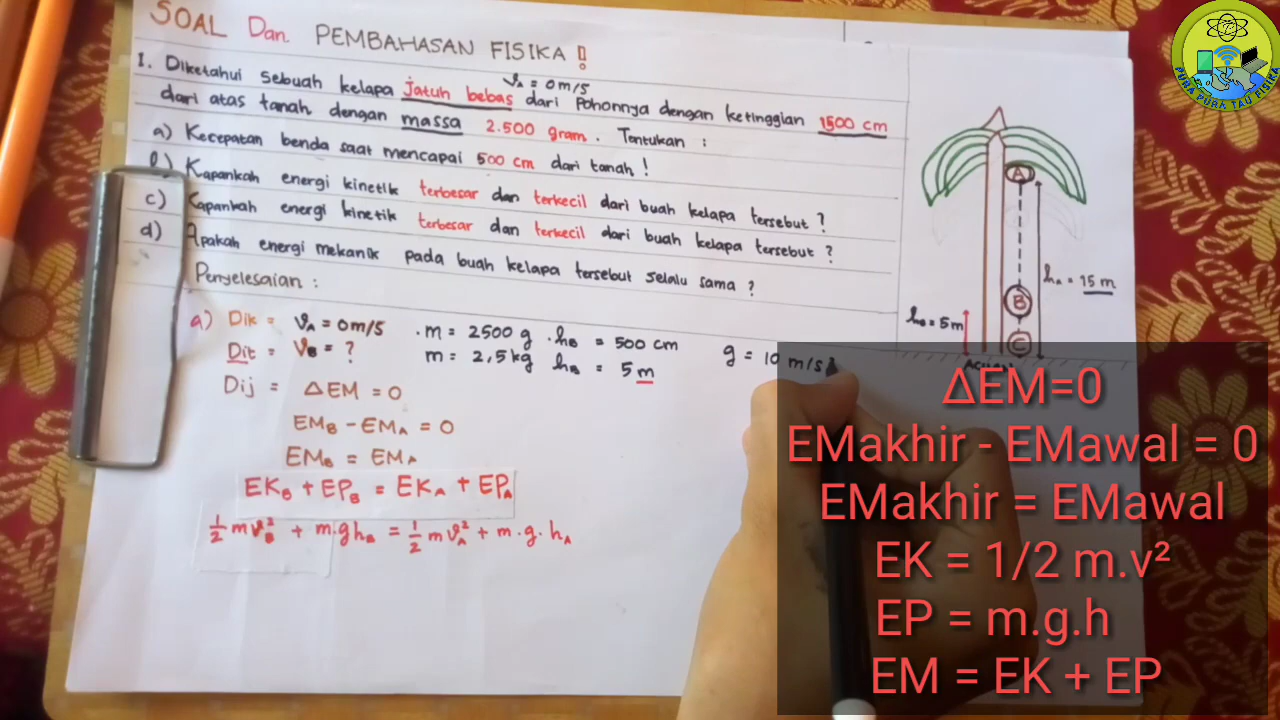 SOAL Dan PEMBAHASAN FISIKA !
vA = 0 m/s
1. Diketahui sebuah kelapa jatuh bebas dari pohonnya dengan ketinggian 1500 cm
dari atas tanah dengan massa 2.500 gram. Tentukan :
a) Kecepatan benda saat mencapai 500 cm dari tanah !
b) Kapankah energi kinetik terbesar dan terkecil dari buah kelapa tersebut ?
c) Kapankah energi kinetik terbesar dan terkecil dari buah kelapa tersebut ?
d) Apakah energi mekanik pada buah kelapa tersebut selalu sama ?
Penyelesaian :
a) Dik = vA = 0 m/s . m = 2500 g . hB = 500 cm g = 10 m/s
m = 2,5 kg hB = 5 m
Dit = vB = ?
Dij = ΔEM = 0
EMB - EMA = 0
EMB = EMA
EKB + EPB = EKA + EPA
1/2 m vB² + m.g hB = 1/2 m vA² + m . g . hA
A
hA = 15 m
B
hB = 5m
C
ΔEM=0
EMakhir - EMawal = 0
EMakhir = EMawal
EK = 1/2 m.v²
EP = m.g.h
EM = EK + EP
PURA PURA TAU FISIKA